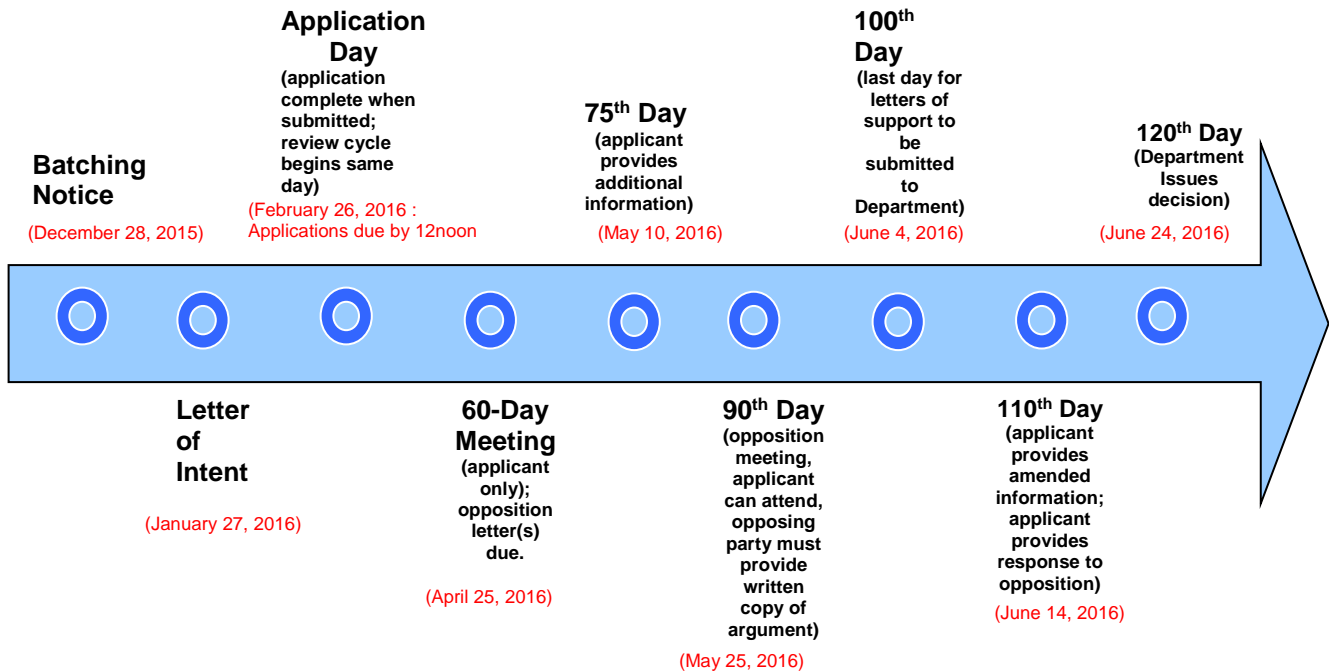 Batching
Notice
(December 28, 2015)
Letter
of
Intent
(January 27, 2016)
Application
Day
(application
complete when
submitted;
review cycle
begins same
day)
(February 26, 2016 :
Applications due by 12noon
60-Day
Meeting
(applicant
only);
opposition
letter(s)
due.
(April 25, 2016)
75th Day
(applicant
provides
additional
information)
(May 10, 2016)
90th Day
(opposition
meeting,
applicant
can attend,
opposing
party must
provide
written
copy of
argument)
(May 25, 2016)
100th
Day
(last day for
letters of
support to
be
submitted
to
Department)
(June 4, 2016)
110th Day
(applicant
provides
amended
information;
applicant
provides
response to
opposition)
(June 14, 2016)
120th Day
(Department
Issues
decision)
(June 24, 2016)